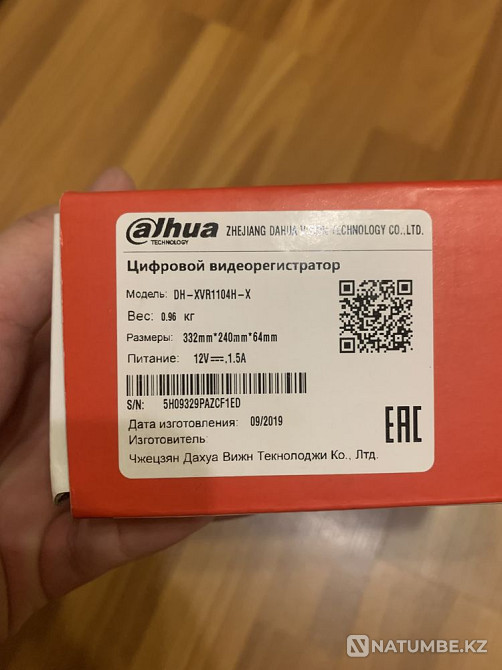 alhua
TECHNOLOGY
ZHEJIANG DAHUA VISION TECHNOLOGY CO.,LTD.
Цифровой видеорегистратор
Модель: DH-XVR1104H-X
Вес: 0.96 кг
Размеры: 332mm*240mm*64mm
Питание: 12V⎓,1.5A
S/N: 5H09329PAZCF1ED
Дата изготовления: 09/2019
Изготовитель:
Чжецзян Дахуа Вижн Текнолоджи Ко., Лтд.
EAC
NATUMBE.KZ